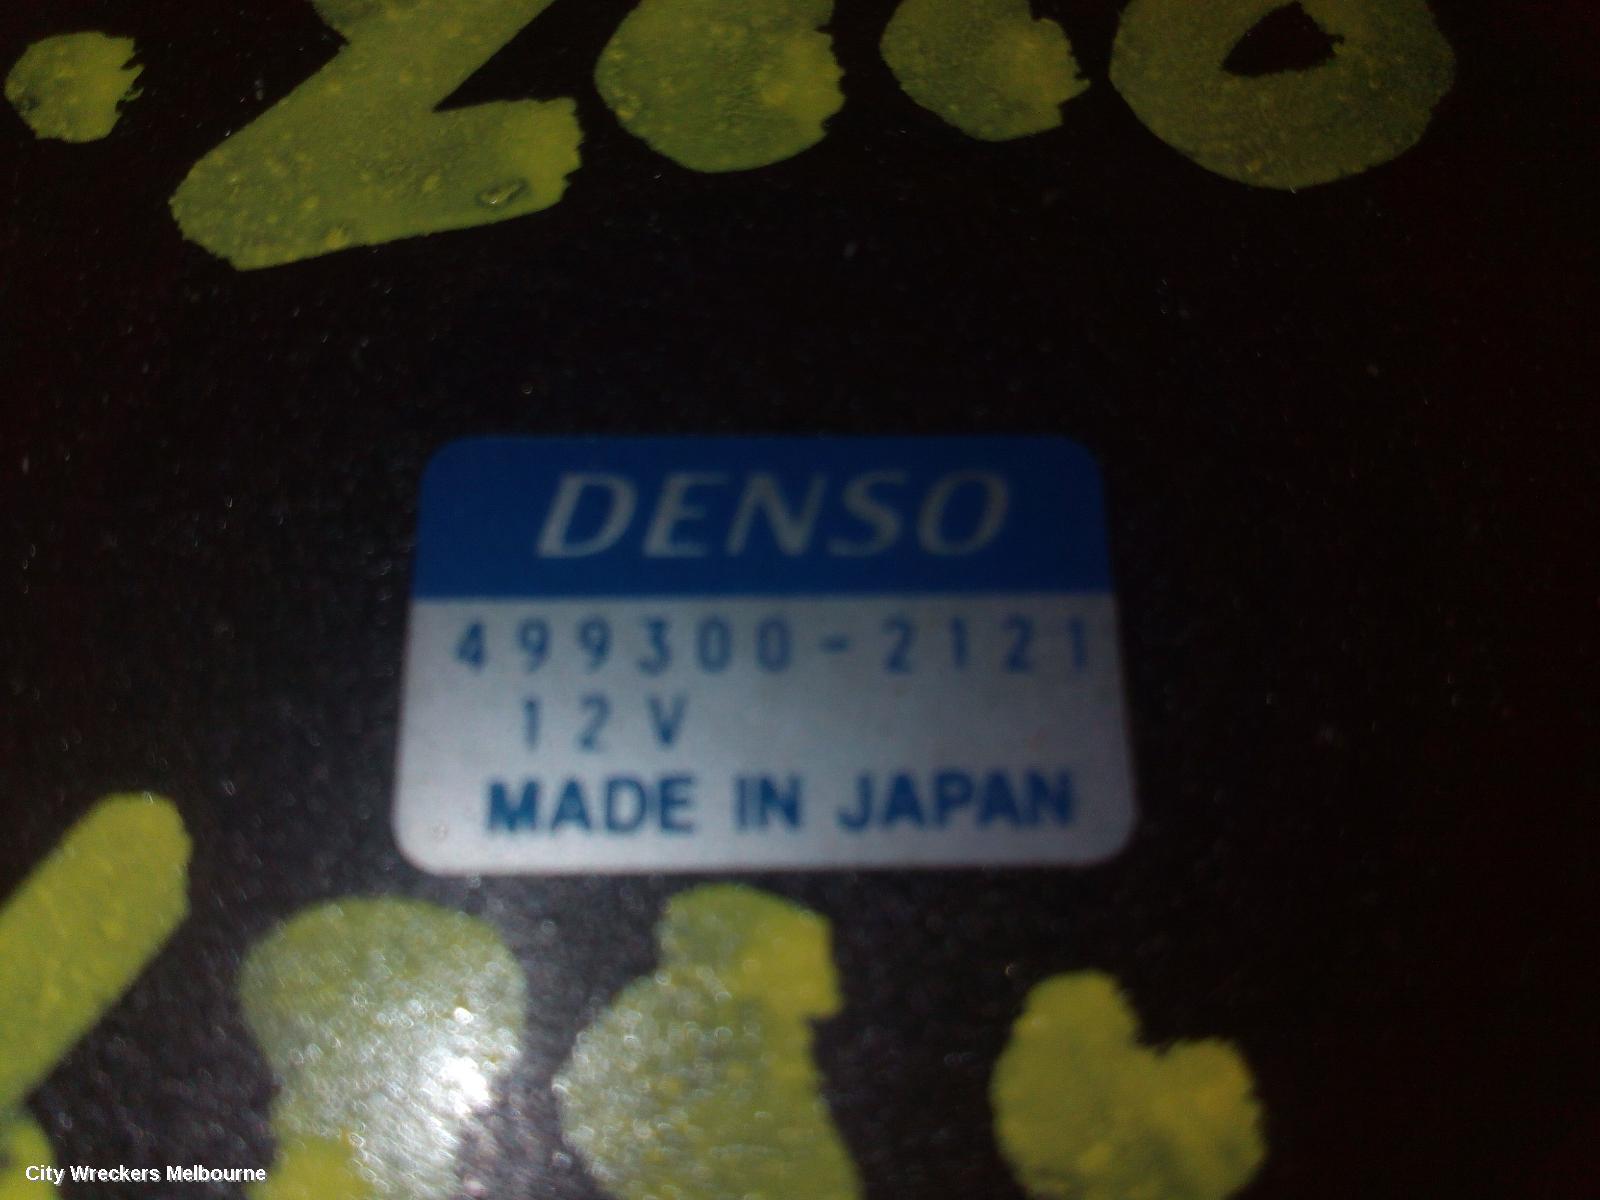 DENSO
499300-2121
12V
MADE IN JAPAN
City Wreckers Melbourne